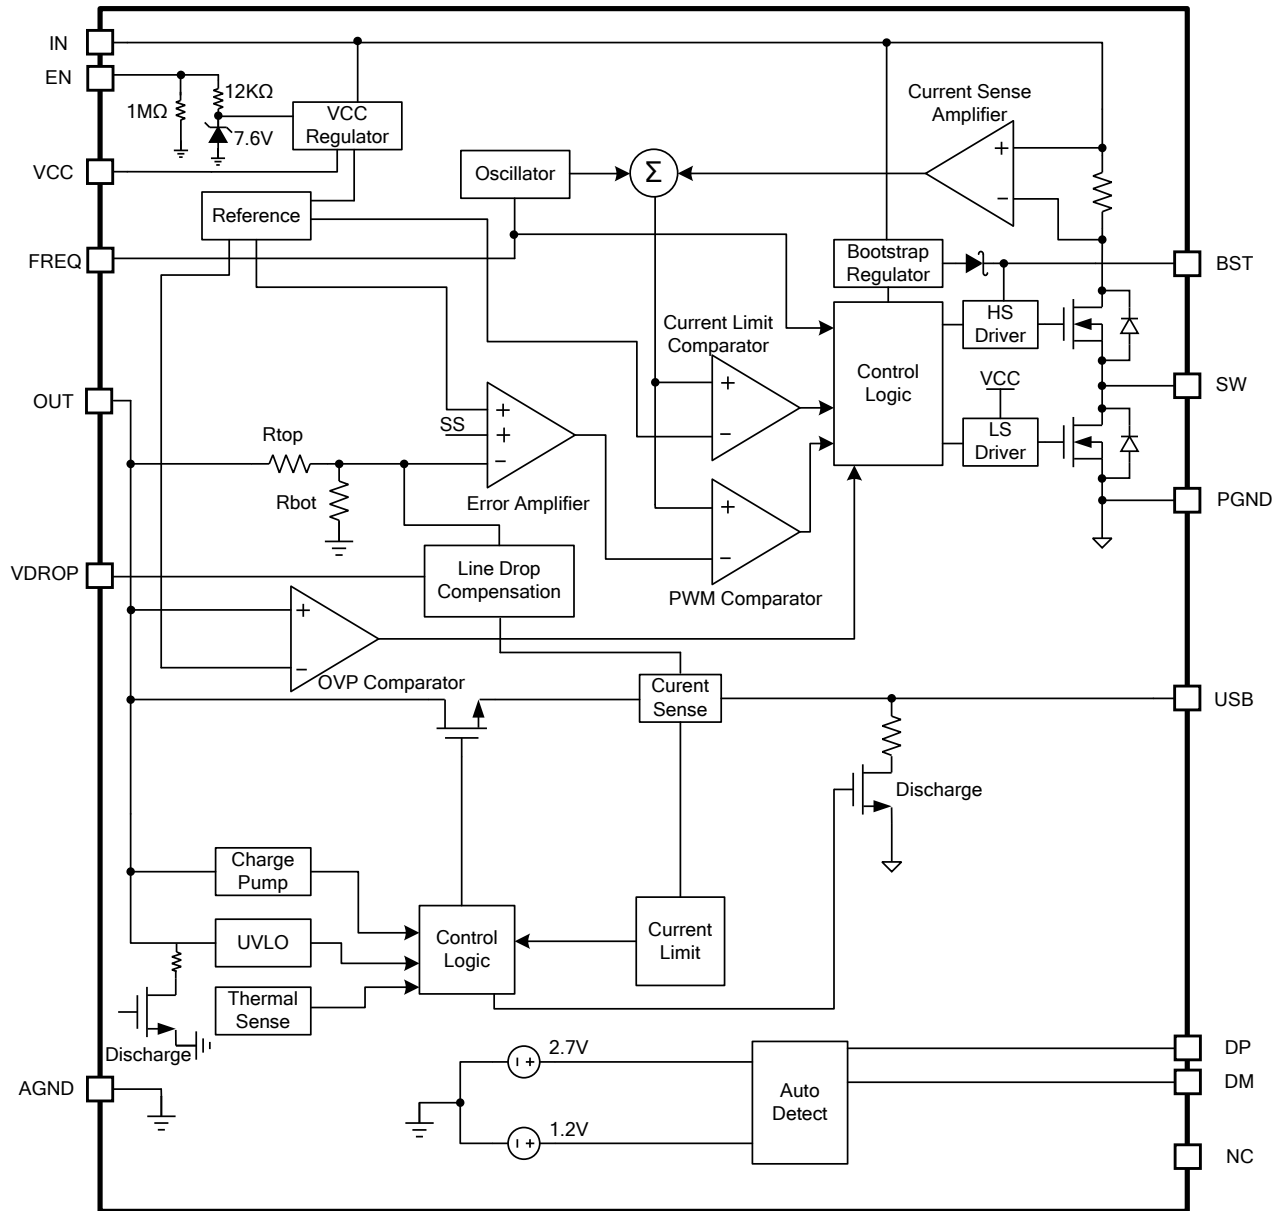 IN
EN
12KΩ
1MΩ
7.6V
VCC
Regulator
VCC
Reference
FREQ
Oscillator
Σ
Current Sense
Amplifier
+
−
Bootstrap
Regulator
BST
HS
Driver
Current Limit
Comparator
+
−
Control
Logic
VCC
LS
Driver
SW
PGND
OUT
Rtop
Rbot
SS
+
+
−
Error Amplifier
+
−
PWM Comparator
VDROP
Line Drop
Compensation
+
−
OVP Comparator
Curent
Sense
USB
Discharge
Charge
Pump
UVLO
Thermal
Sense
Control
Logic
Current
Limit
Discharge
AGND
2.7V
+
1.2V
+
Auto
Detect
DP
DM
NC